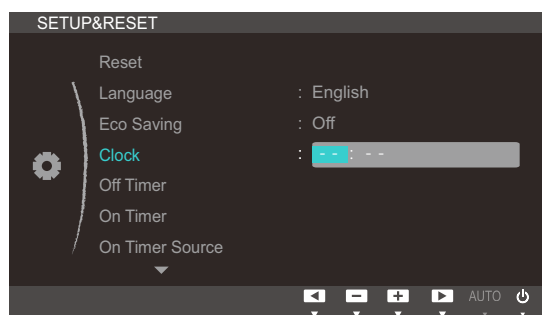 SETUP&RESET
Reset
Language : English
Eco Saving : Off
Clock : - - : - -
Off Timer
On Timer
On Timer Source
AUTO